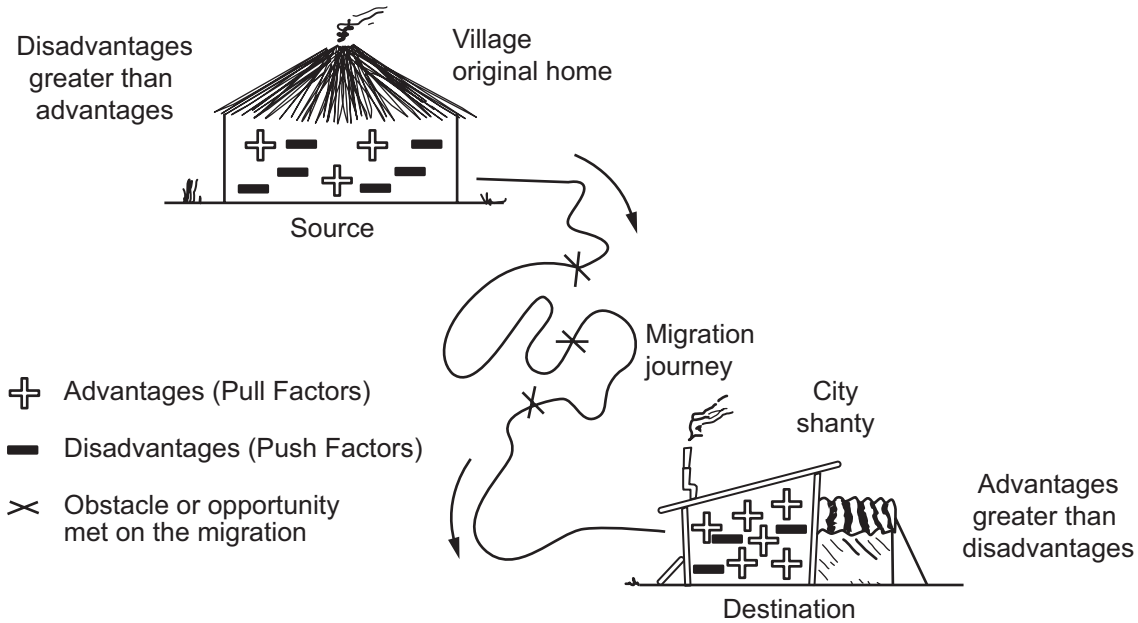 Disadvantages
greater than
advantages
Village
original home
Source
Migration
journey
Advantages (Pull Factors)
Disadvantages (Push Factors)
Obstacle or opportunity
met on the migration
City
shanty
Advantages
greater than
disadvantages
Destination